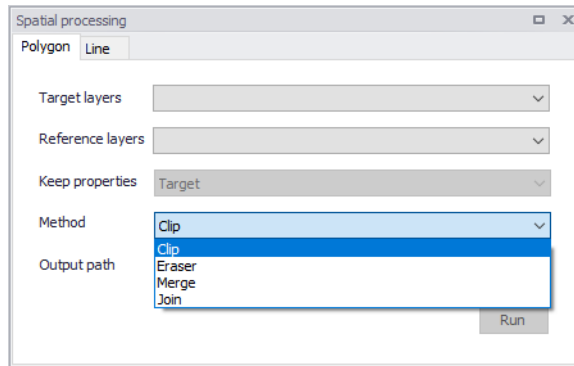 Spatial processing
Polygon Line
Target layers
Reference layers
Keep properties Target
Method Clip
Clip
Eraser
Output path
Merge
Join
Run